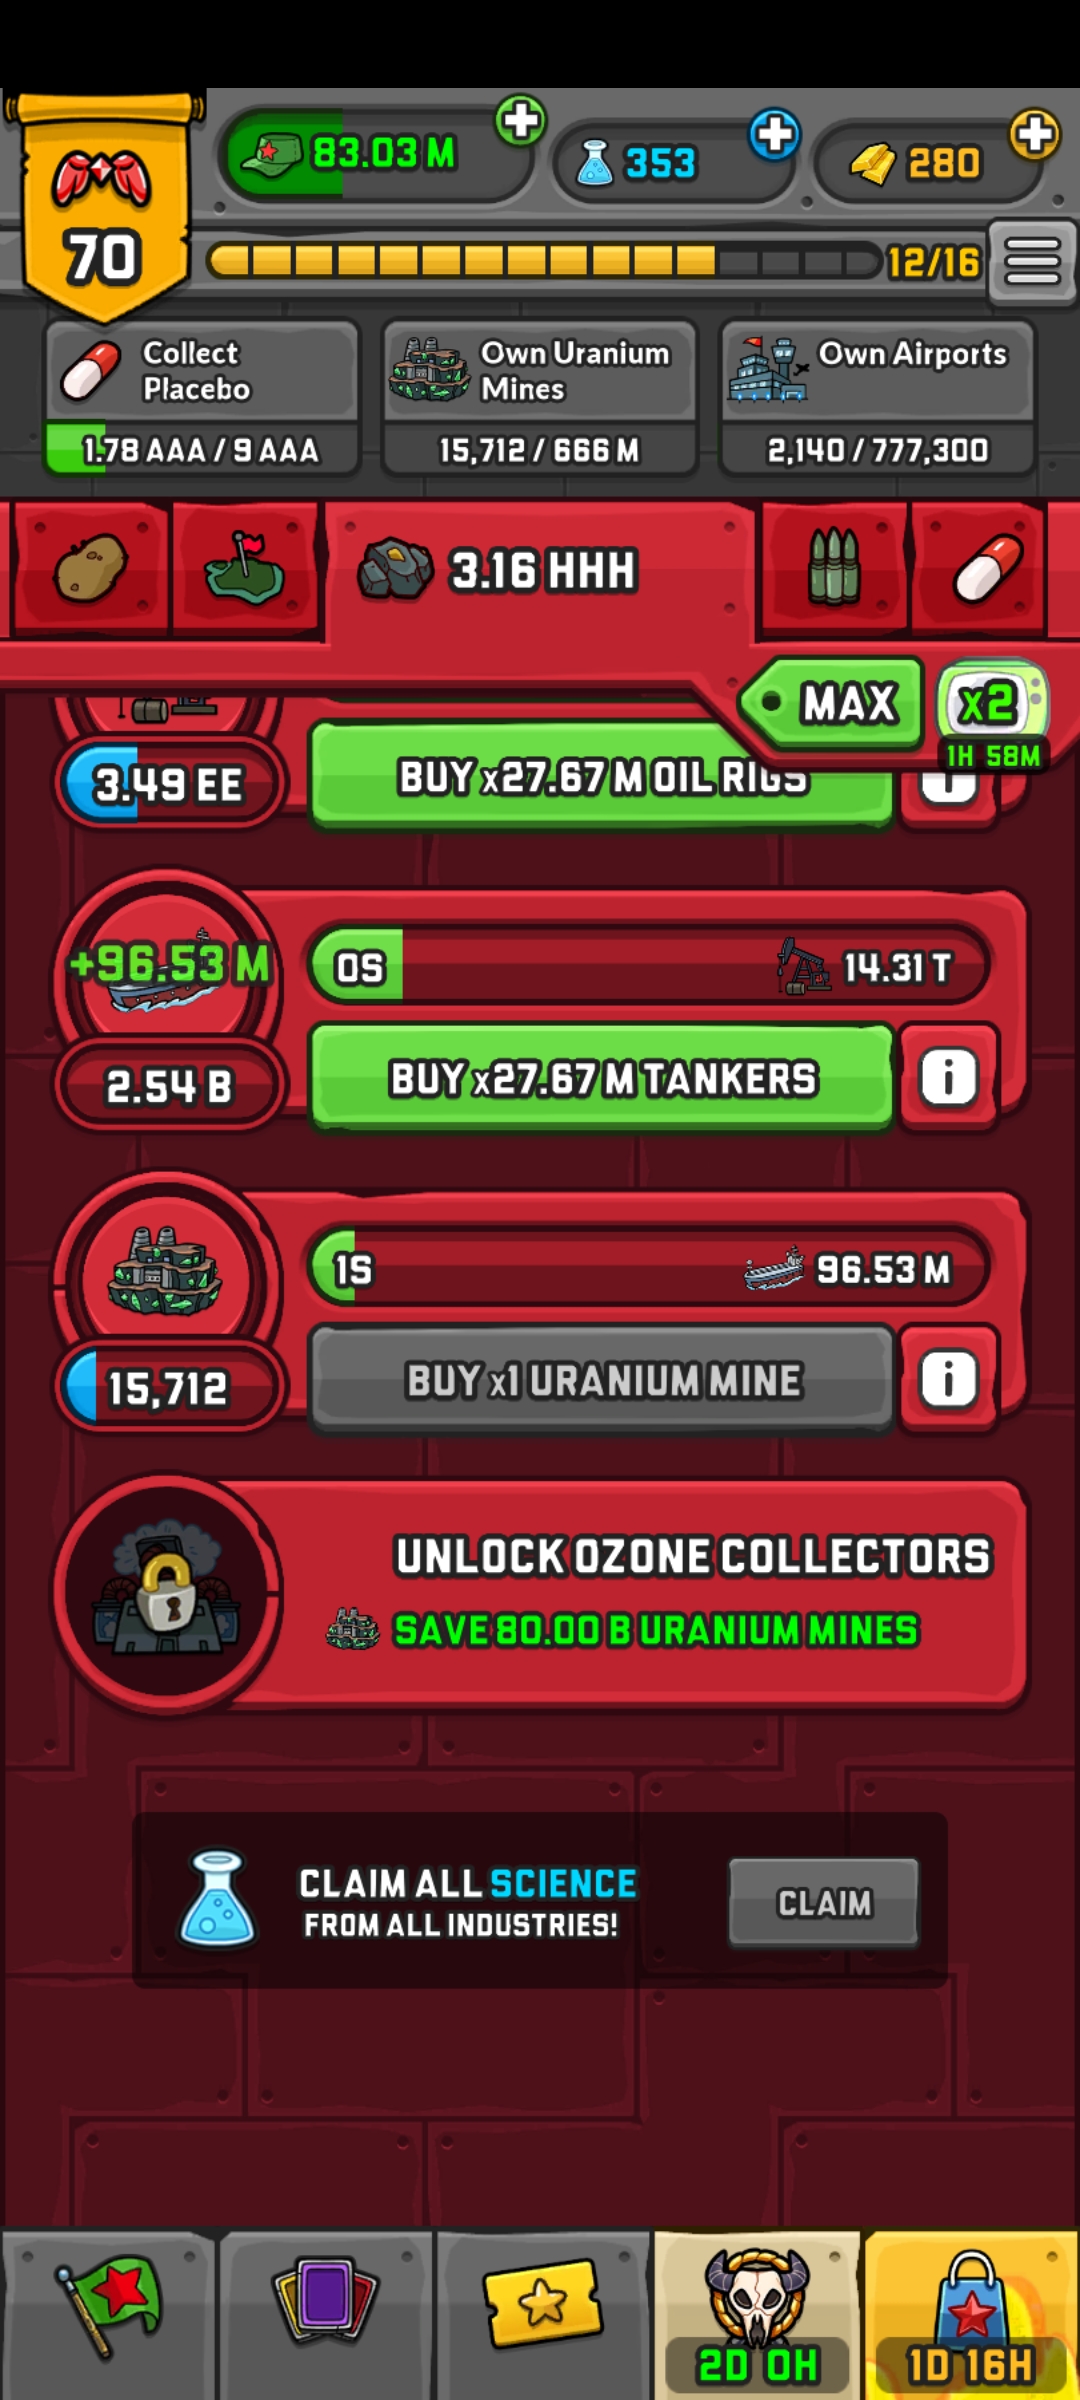 83.03 M
353
280
70
12/16
Collect
Placebo
Own Uranium
Mines
Own Airports
1.78 AAA / 9 AAA
15,712 / 666 M
2,140 / 777,300
3.16 HHH
MAX
x2
1H 58M
3.49 EE
BUY x27.67 M OIL RIGS
+96.53 M
0S
14.31 T
2.54 B
BUY x27.67 M TANKERS
i
1S
96.53 M
15,712
BUY x1 URANIUM MINE
i
UNLOCK OZONE COLLECTORS
SAVE 80.00 B URANIUM MINES
CLAIM ALL SCIENCE
FROM ALL INDUSTRIES!
CLAIM
2D 0H
1D 16H